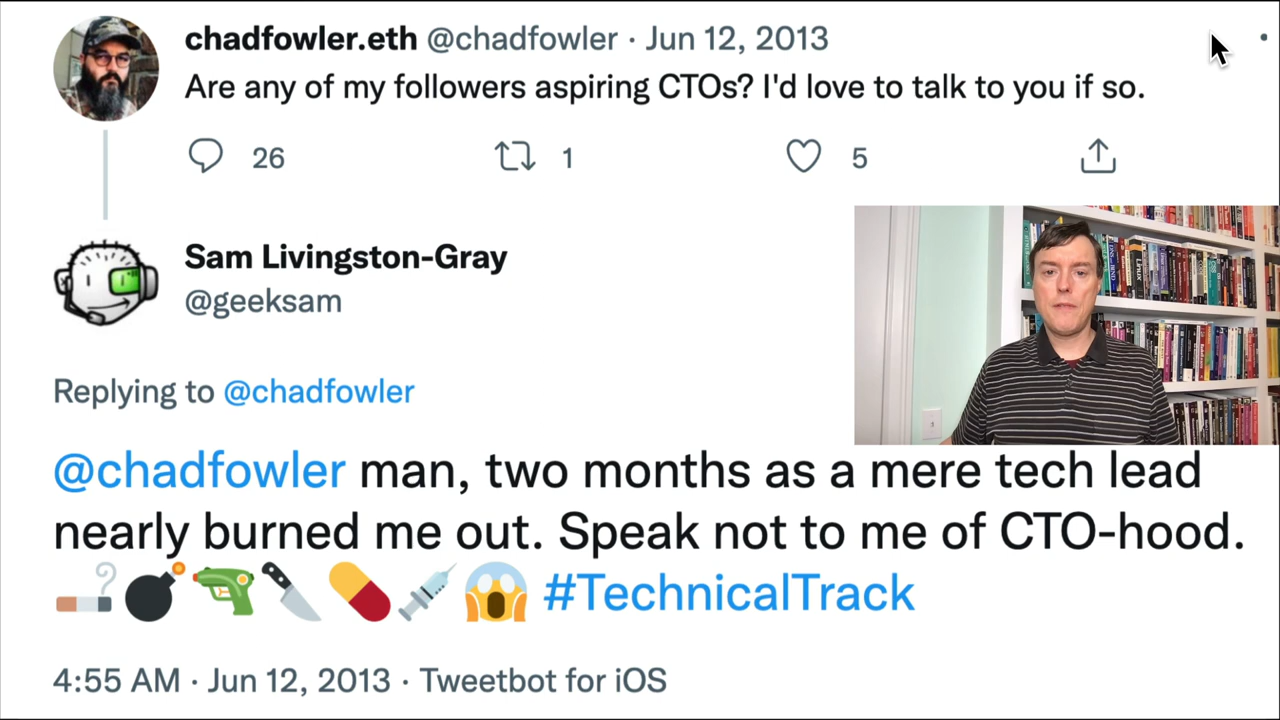 chadfowler.eth @chadfowler · Jun 12, 2013
Are any of my followers aspiring CTOs? I'd love to talk to you if so.
26 1 5
Sam Livingston-Gray
@geeksam
Replying to @chadfowler
@chadfowler man, two months as a mere tech lead
nearly burned me out. Speak not to me of CTO-hood.
🚬💣🔫🔪💊💉😱 #TechnicalTrack
4:55 AM · Jun 12, 2013 · Tweetbot for iOS